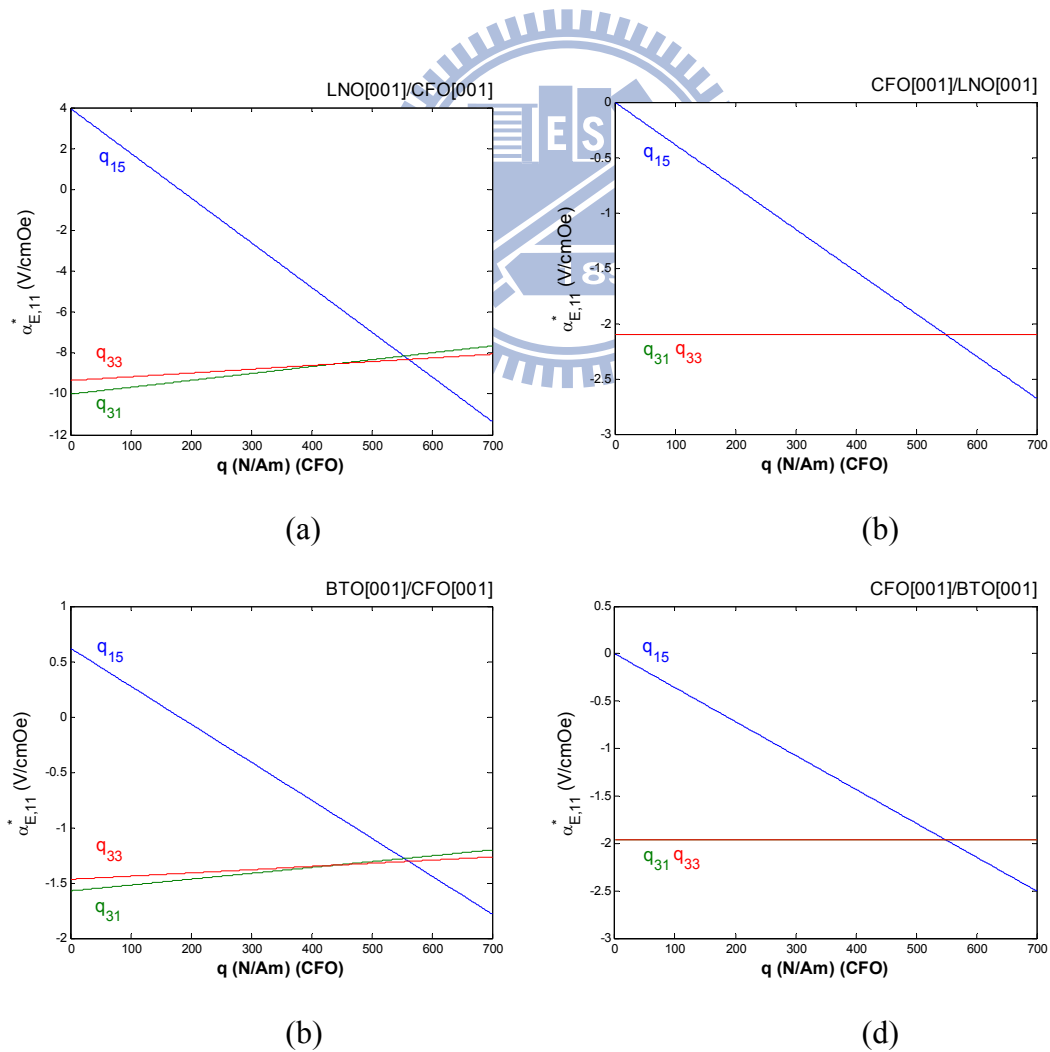 LNO[001]/CFO[001]
4
2
0
-2
-4
-6
-8
-10
-12
α*E,11 (V/cmOe)
q15
q33
q31
0 100 200 300 400 500 600 700
q (N/Am) (CFO)
(a)
CFO[001]/LNO[001]
0
-0.5
-1
-1.5
-2
-2.5
-3
α*E,11 (V/cmOe)
q15
q31 q33
0 100 200 300 400 500 600 700
q (N/Am) (CFO)
(b)
ES
BTO[001]/CFO[001]
1
0.5
0
-0.5
-1
-1.5
-2
α*E,11 (V/cmOe)
q15
q33
q31
0 100 200 300 400 500 600 700
q (N/Am) (CFO)
(b)
CFO[001]/BTO[001]
0.5
0
-0.5
-1
-1.5
-2
-2.5
-3
α*E,11 (V/cmOe)
q15
q31 q33
0 100 200 300 400 500 600 700
q (N/Am) (CFO)
(d)